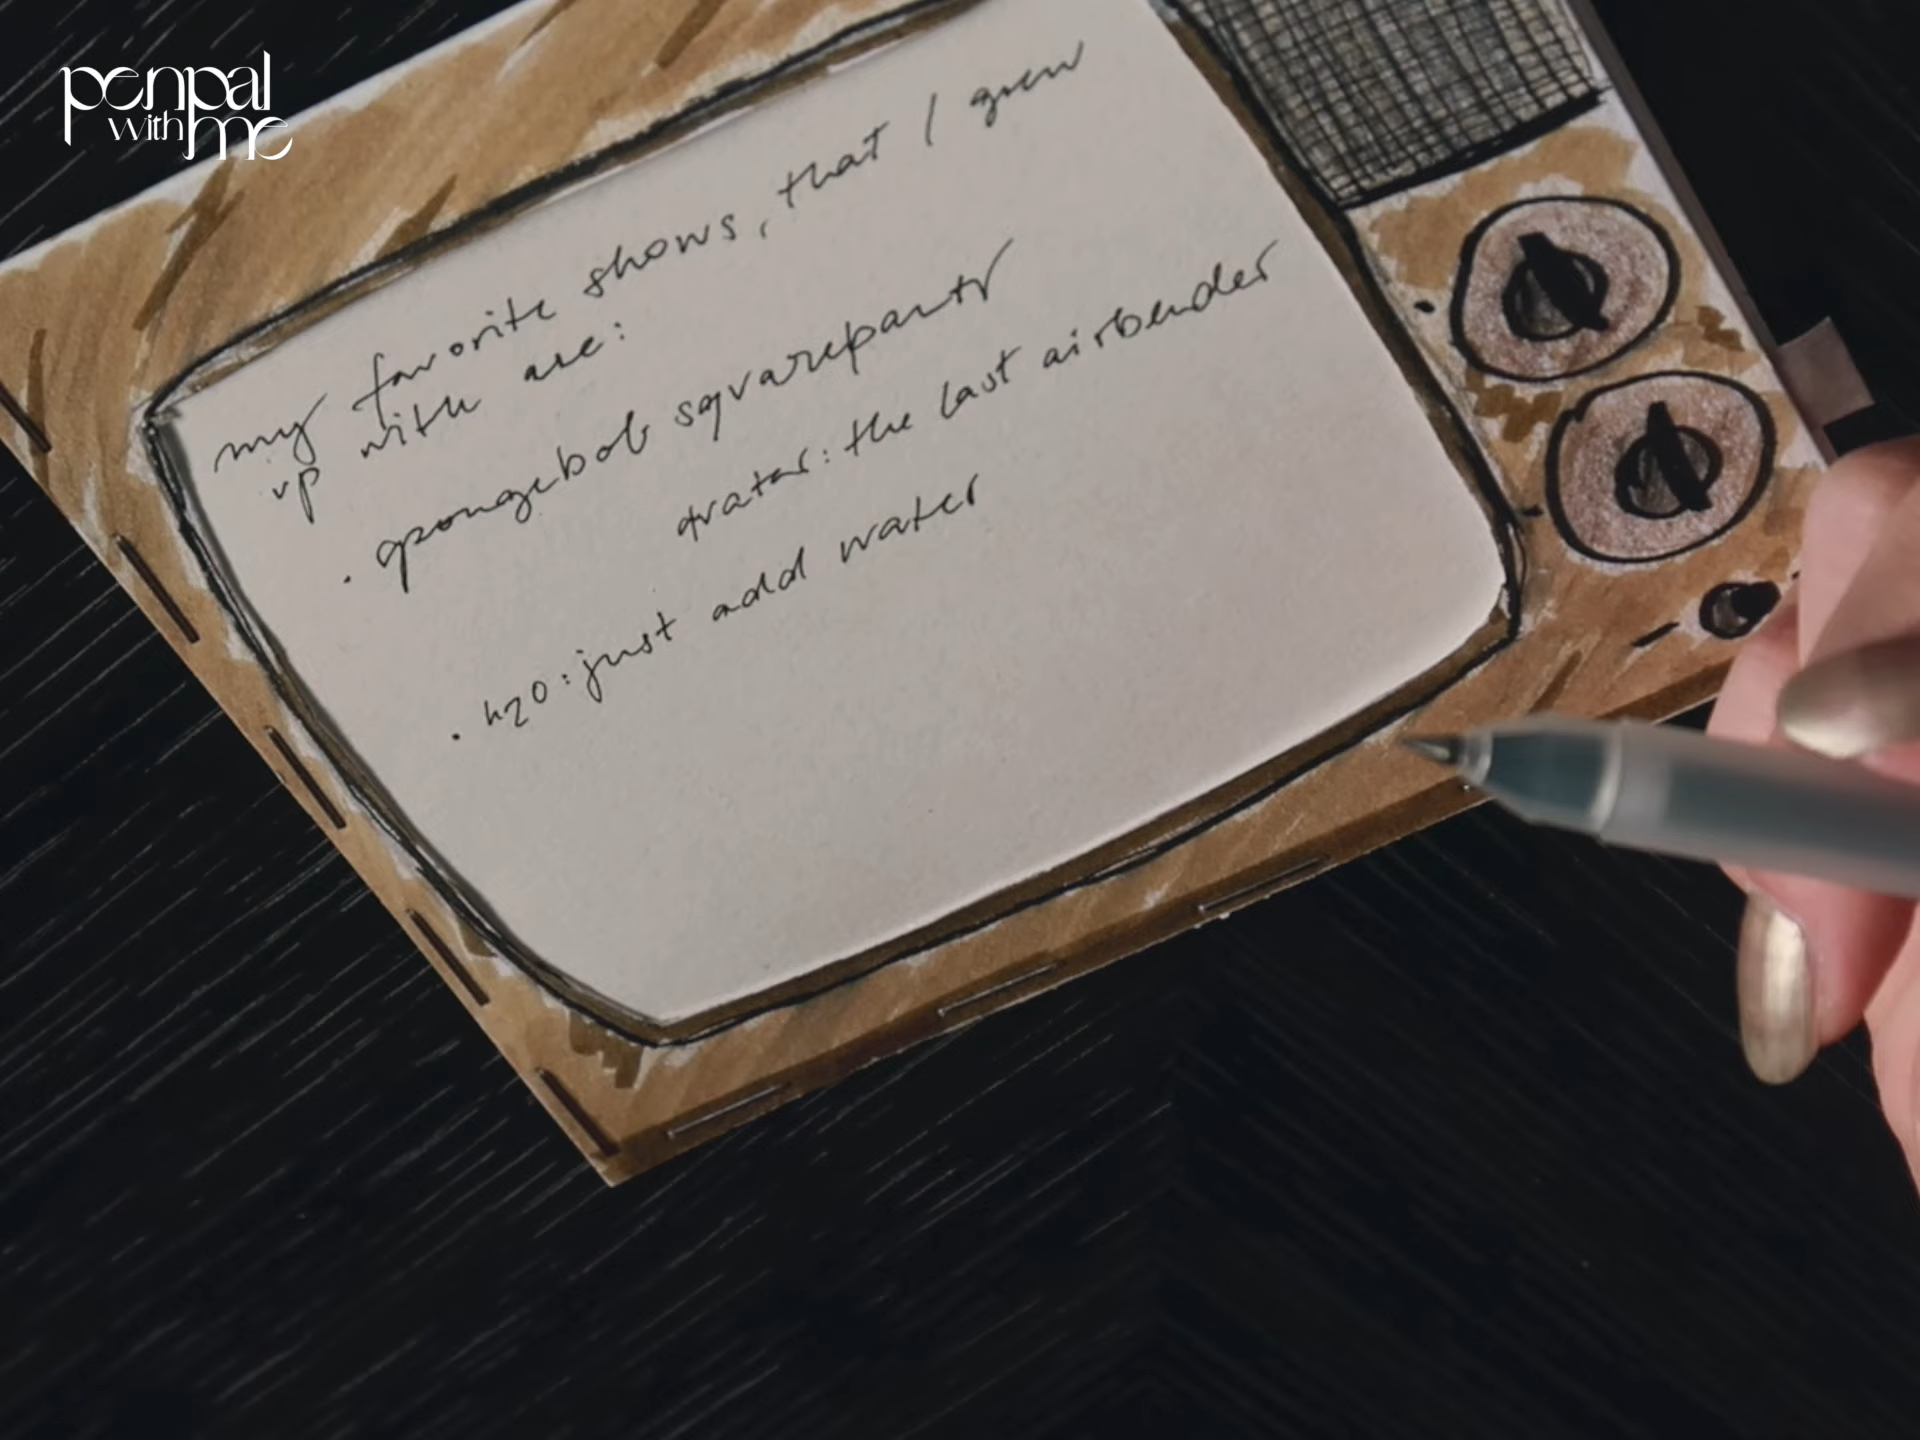 penpal
with me
my favorite shows, that I grew
up with are:
• spongebob squarepants
avatar: the last airbender
• h2o: just add water